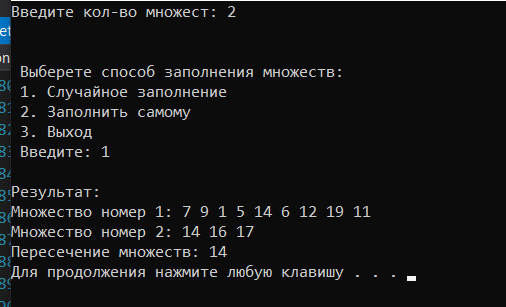 Введите кол-во множест: 2
Выберете способ заполнения множеств:
1. Случайное заполнение
2. Заполнить самому
3. Выход
Введите: 1
Результат:
Множество номер 1: 7 9 1 5 14 6 12 19 11
Множество номер 2: 14 16 17
Пересечение множеств: 14
Для продолжения нажмите любую клавишу . . .